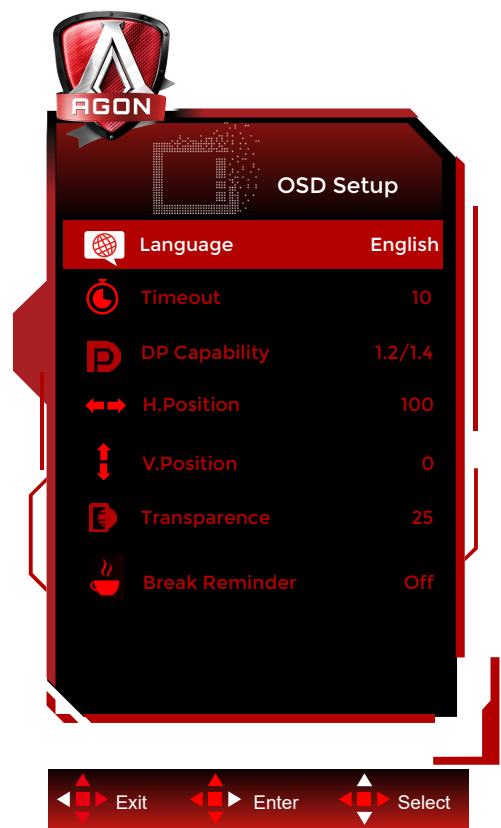 AGON
OSD Setup
Language English
Timeout 10
DP Capability 1.2/1.4
H.Position 100
V.Position 0
Transparence 25
Break Reminder Off
Exit Enter Select